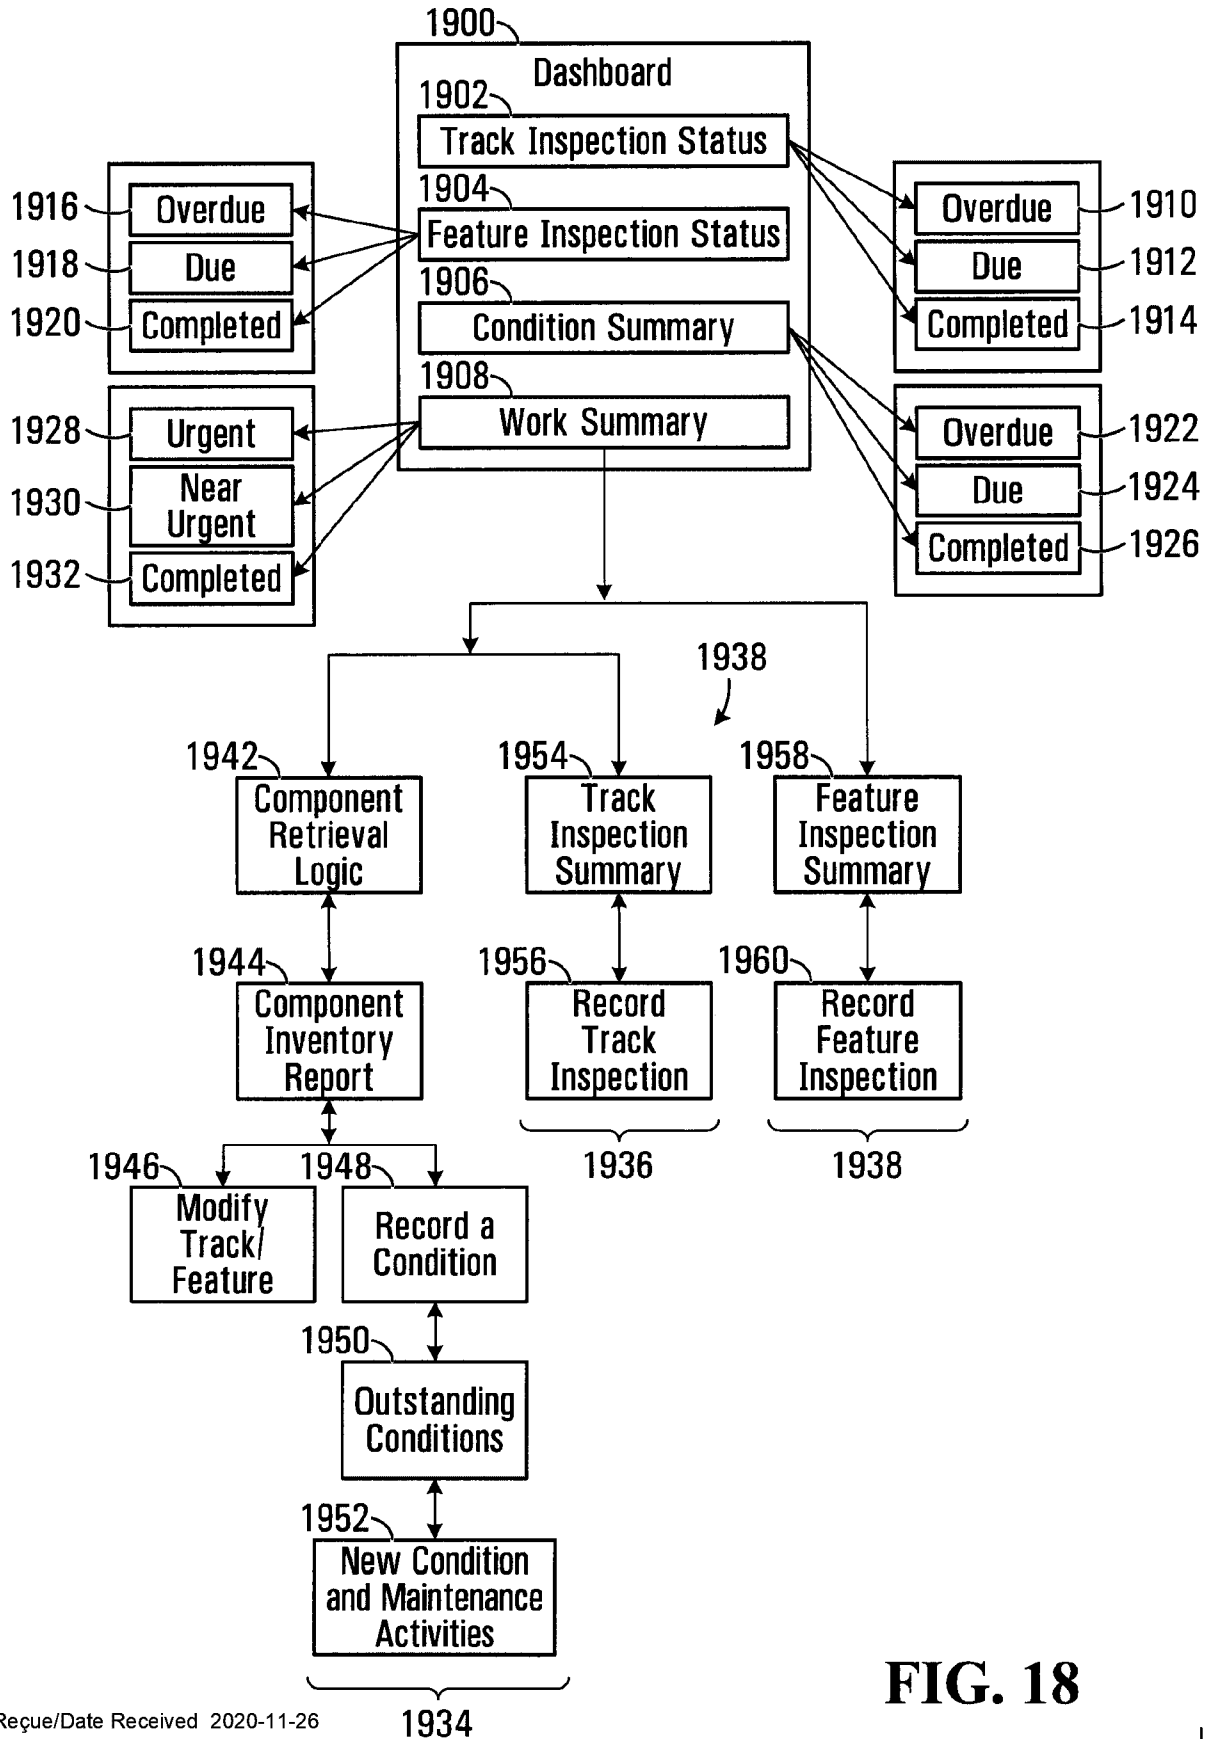 1900
Dashboard
1902
Track Inspection Status
1904
Feature Inspection Status
1906
Condition Summary
1908
Work Summary
1916
Overdue
1918
Due
1920
Completed
1910
Overdue
1912
Due
1914
Completed
1928
Urgent
1930
Near
Urgent
1932
Completed
1922
Overdue
1924
Due
1926
Completed
1938
1942
Component
Retrieval
Logic
1954
Track
Inspection
Summary
1958
Feature
Inspection
Summary
1944
Component
Inventory
Report
1956
Record
Track
Inspection
1960
Record
Feature
Inspection
1936
1938
1946
Modify
Track/
Feature
1948
Record a
Condition
1950
Outstanding
Conditions
1952
New Condition
and Maintenance
Activities
1934
FIG. 18
Reçue/Date Received 2020-11-26